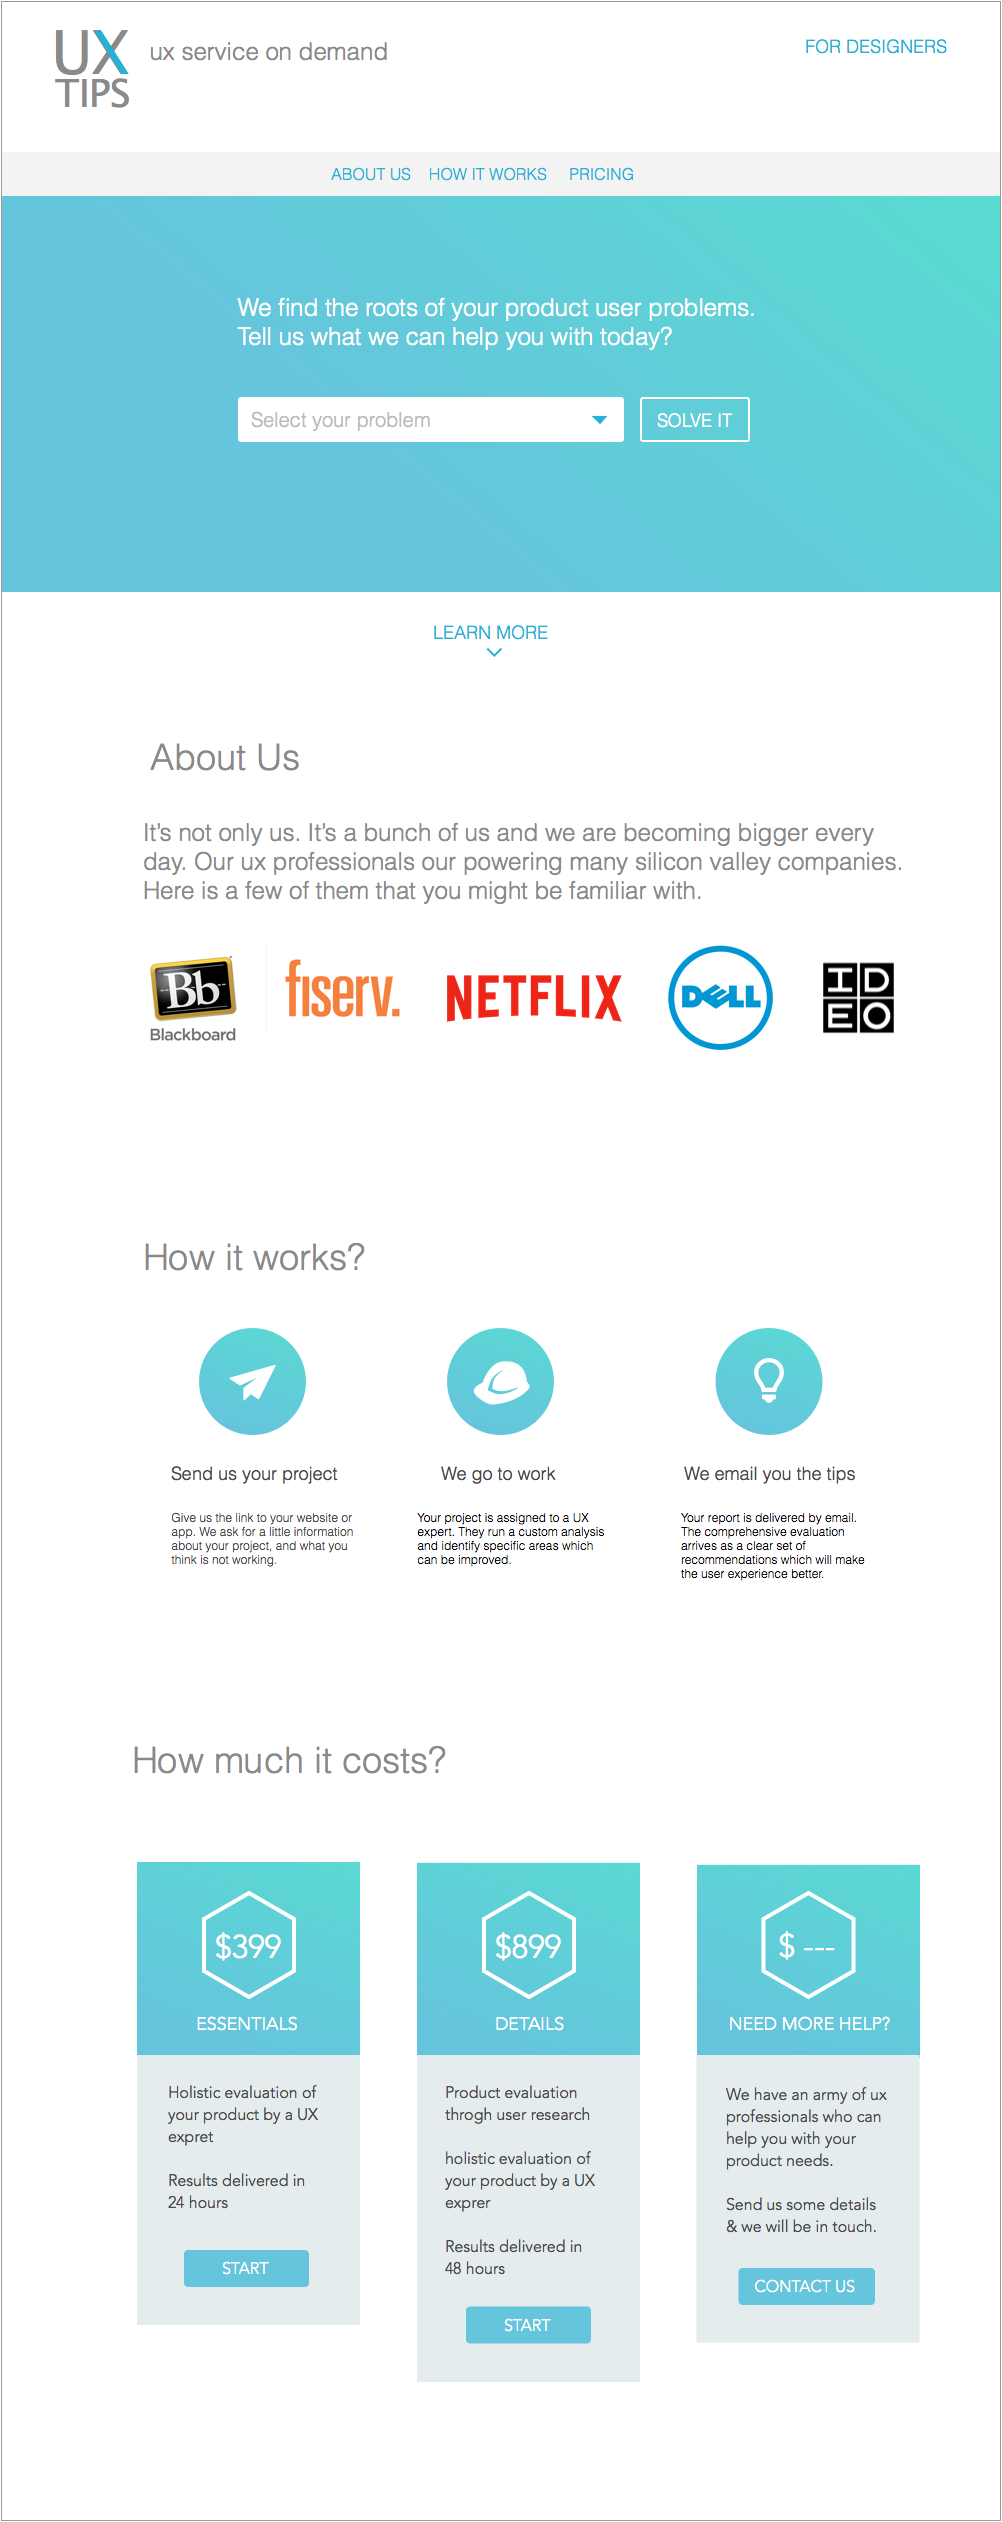 UX
TIPS
ux service on demand
FOR DESIGNERS
ABOUT US HOW IT WORKS PRICING
We find the roots of your product user problems.
Tell us what we can help you with today?
Select your problem
SOLVE IT
LEARN MORE
About Us
It's not only us. It's a bunch of us and we are becoming bigger every
day. Our ux professionals our powering many silicon valley companies.
Here is a few of them that you might be familiar with.
Bb
Blackboard
fiserv.
NETFLIX
DELL
ID
EO
How it works?
Send us your project
Give us the link to your website or
app. We ask for a little information
about your project, and what you
think is not working.
We go to work
Your project is assigned to a UX
expert. They run a custom analysis
and identify specific areas which
can be improved.
We email you the tips
Your report is delivered by email.
The comprehensive evaluation
arrives as a clear set of
recommendations which will make
the user experience better.
How much it costs?
$399
ESSENTIALS
Holistic evaluation of
your product by a UX
expret
Results delivered in
24 hours
START
$899
DETAILS
Product evaluation
throgh user research
holistic evaluation of
your product by a UX
exprer
Results delivered in
48 hours
START
$ ---
NEED MORE HELP?
We have an army of ux
professionals who can
help you with your
product needs.
Send us some details
& we will be in touch.
CONTACT US